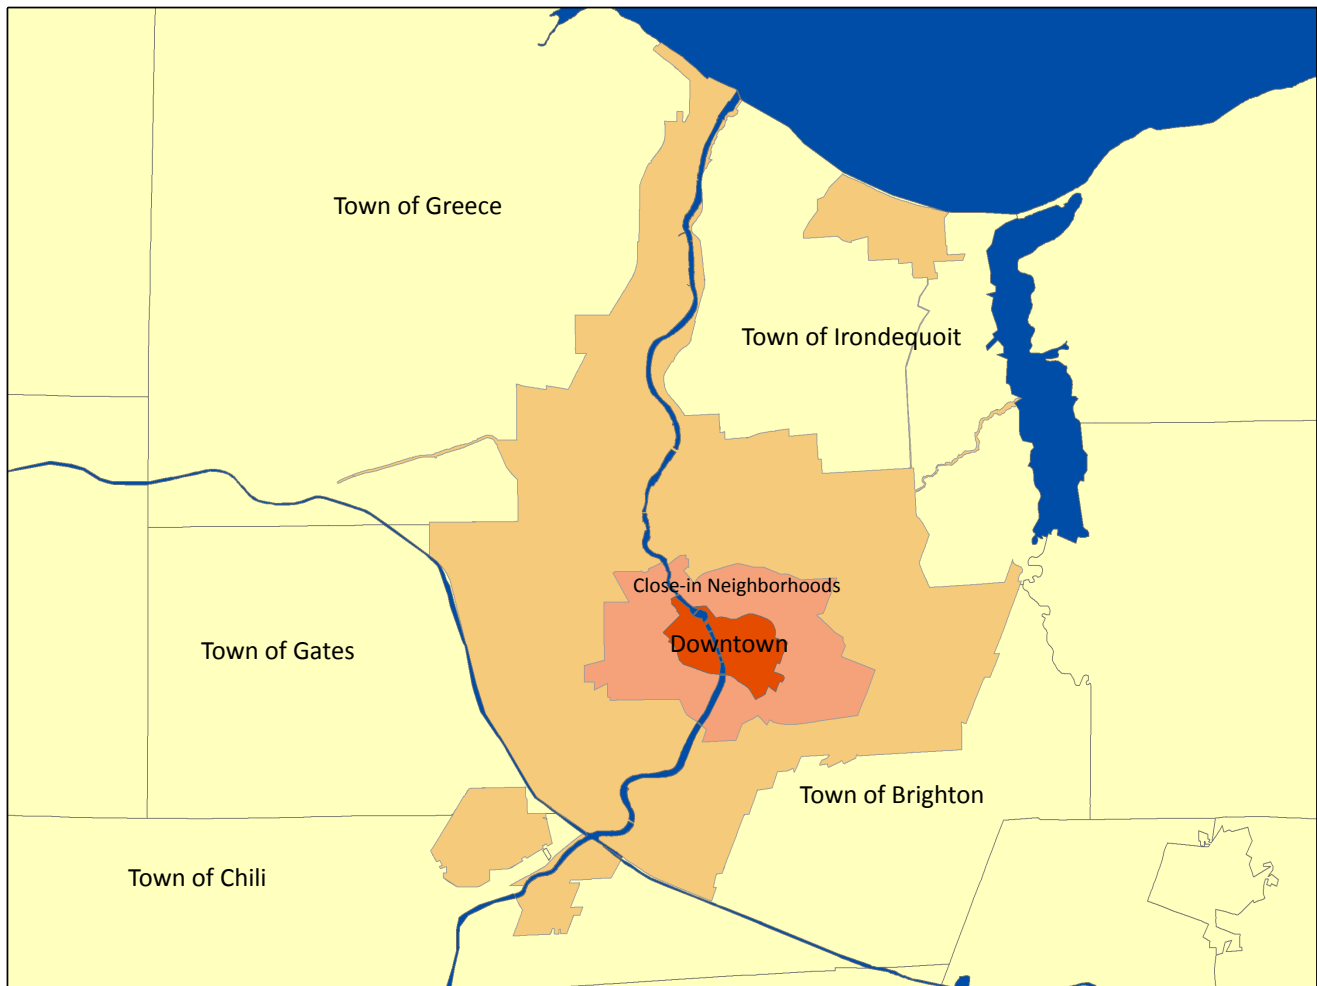 Town of Greece
Town of Irondequoit
Close-in Neighborhoods
Downtown
Town of Gates
Town of Brighton
Town of Chili